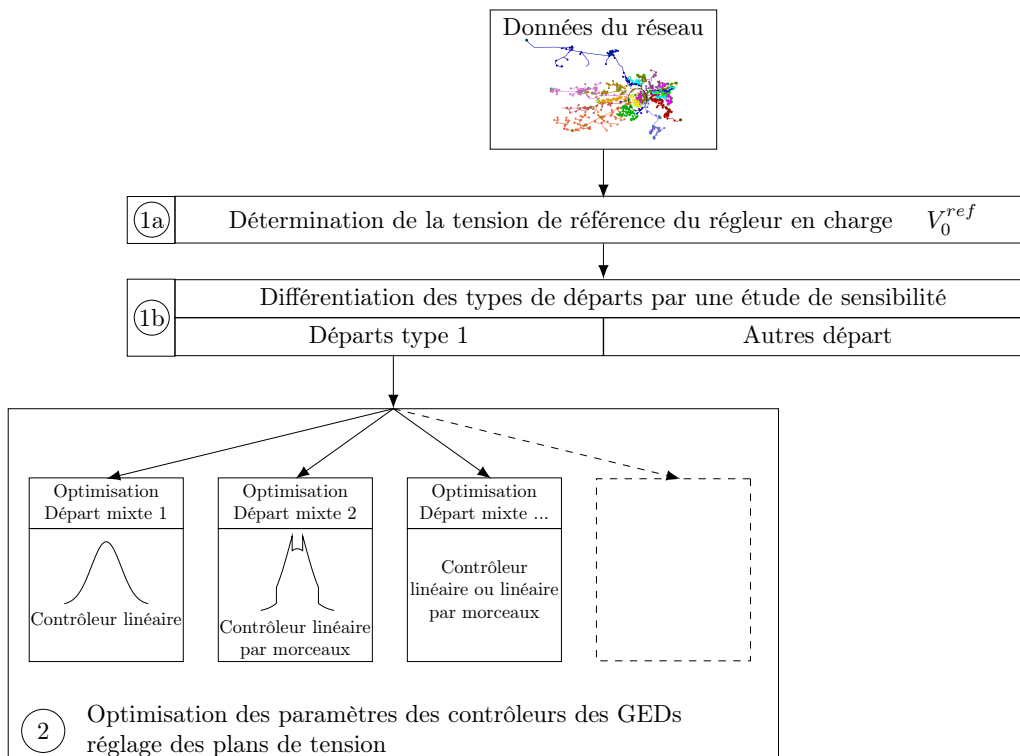 Données du réseau
1a
Détermination de la tension de référence du régleur en charge V_0^{ref}
1b
Différentiation des types de départs par une étude de sensibilité
Départs type 1
Autres départ
Optimisation
Départ mixte 1
Contrôleur linéaire
Optimisation
Départ mixte 2
Contrôleur linéaire
par morceaux
Optimisation
Départ mixte ...
Contrôleur
linéaire ou linéaire
par morceaux
2
Optimisation des paramètres des contrôleurs des GEDs
réglage des plans de tension